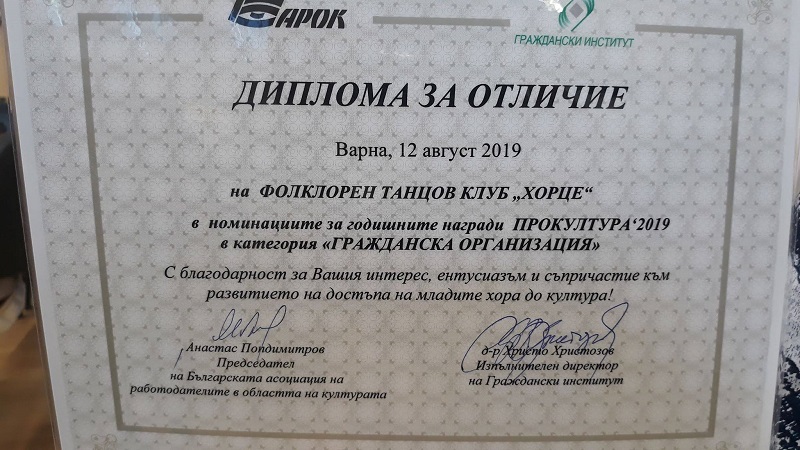 БАРОК
ГРАЖДАНСКИ ИНСТИТУТ
ДИПЛОМА ЗА ОТЛИЧИЕ
Варна, 12 август 2019
на ФОЛКЛОРЕН ТАНЦОВ КЛУБ „ХОРЦЕ“
в номинациите за годишните награди ПРОКУЛТУРА‘2019
в категория «ГРАЖДАНСКА ОРГАНИЗАЦИЯ»
С благодарност за Вашия интерес, ентусиазъм и съпричастие към
развитието на достъпа на младите хора до култура!
Анастас Попдимитров
Председател
на Българската асоциация на
работодателите в областта на културата
д-р Христо Христозов
Изпълнителен директор
на Граждански институт